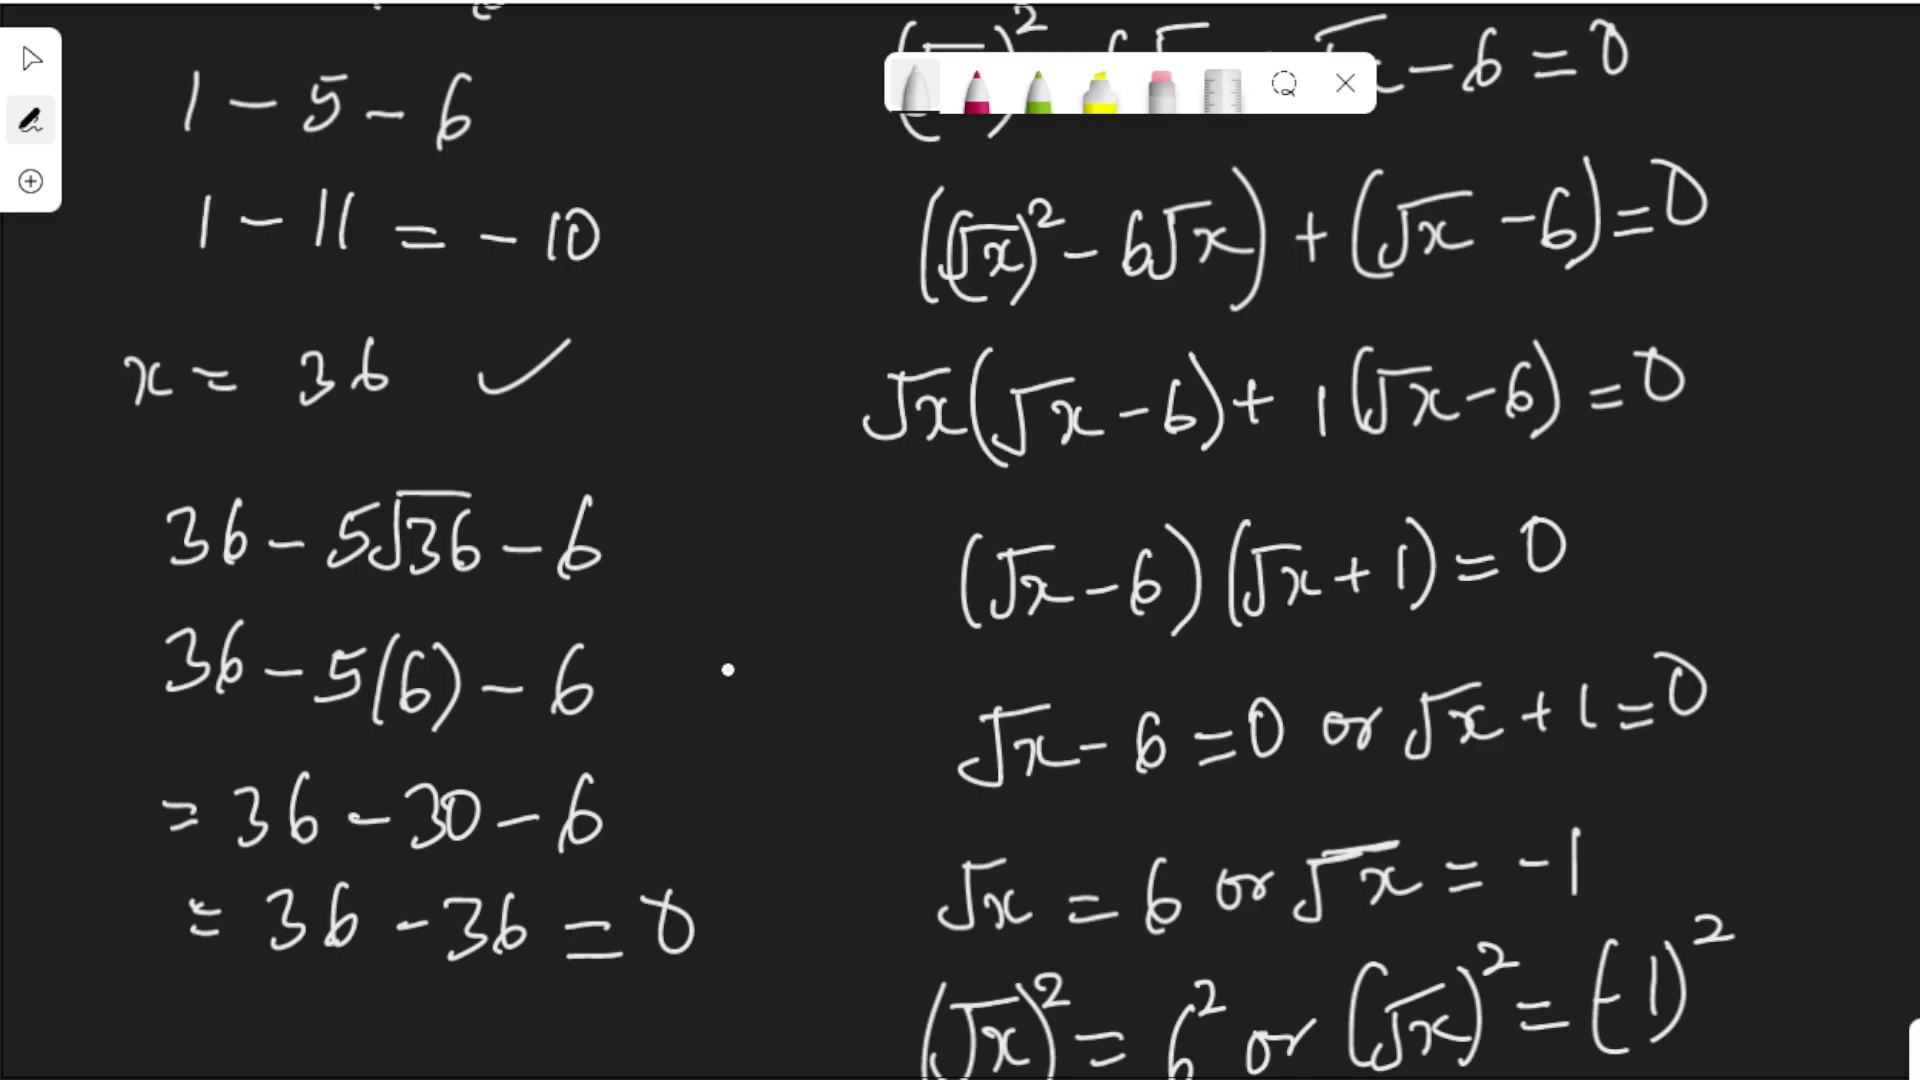 1 - 5 - 6
1 - 11 = - 10
x = 36 ✓
36 - 5√36 - 6
36 - 5(6) - 6
= 36 - 30 - 6
= 36 - 36 = 0
- 6 = 0
((√x)² - 6√x) + (√x - 6) = 0
√x(√x - 6) + 1(√x - 6) = 0
(√x - 6)(√x + 1) = 0
√x - 6 = 0 or √x + 1 = 0
√x = 6 or √x = -1
(√x)² = 6² or (√x)² = (-1)²